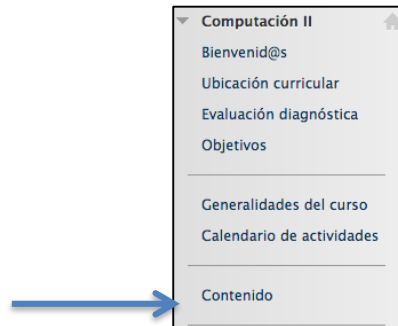 Computación II
Bienvenid@s
Ubicación curricular
Evaluación diagnóstica
Objetivos
Generalidades del curso
Calendario de actividades
Contenido